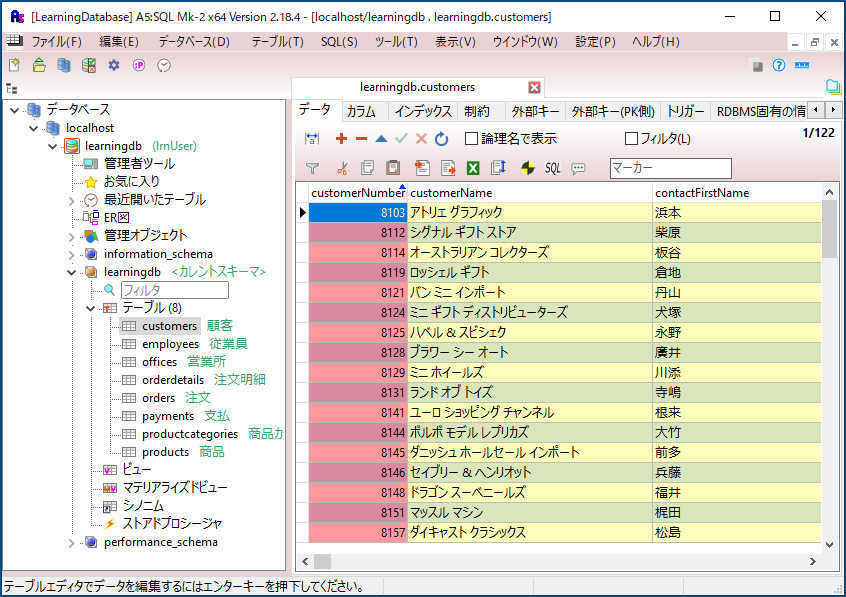 [LearningDatabase] A5:SQL Mk-2 x64 Version 2.18.4 - [localhost/learningdb . learningdb.customers]
ファイル(F) 編集(E) データベース(D) テーブル(T) SQL(S) ツール(T) 表示(V) ウインドウ(W) 設定(P) ヘルプ(H)
learningdb.customers
データ カラム インデックス 制約 外部キー 外部キー(PK側) トリガー RDBMS固有の情
論理名で表示 フィルタ(L) 1/122
SQL マーカー
データベース
localhost
learningdb (lrnUser)
管理者ツール
お気に入り
最近開いたテーブル
ER図
管理オブジェクト
information_schema
learningdb <カレントスキーマ>
フィルタ
テーブル (8)
customers 顧客
employees 従業員
offices 営業所
orderdetails 注文明細
orders 注文
payments 支払
productcategories 商品カ
products 商品
ビュー
マテリアライズドビュー
シノニム
ストアドプロシージャ
performance_schema
customerNumber customerName contactFirstName
8103 アトリエ グラフィック 浜本
8112 シグナル ギフト ストア 柴原
8114 オーストラリアン コレクターズ 板谷
8119 ロッシェル ギフト 倉地
8121 バン ミニ インポート 丹山
8124 ミニ ギフト ディストリビューターズ 犬塚
8125 ハベル & スピシェク 永野
8128 ブラワー シー オート 廣井
8129 ミニ ホイールズ 川添
8131 ランド オブ トイズ 寺嶋
8141 ユーロ ショッピング チャンネル 根来
8144 ボルボ モデル レプリカズ 大竹
8145 ダニッシュ ホールセール インポート 前多
8146 セイブリー & ヘンリオット 兵藤
8148 ドラゴン スーベニールズ 福井
8151 マッスル マシン 梶田
8157 ダイキャスト クラシックス 松島
テーブルエディタでデータを編集するにはエンターキーを押下してください。